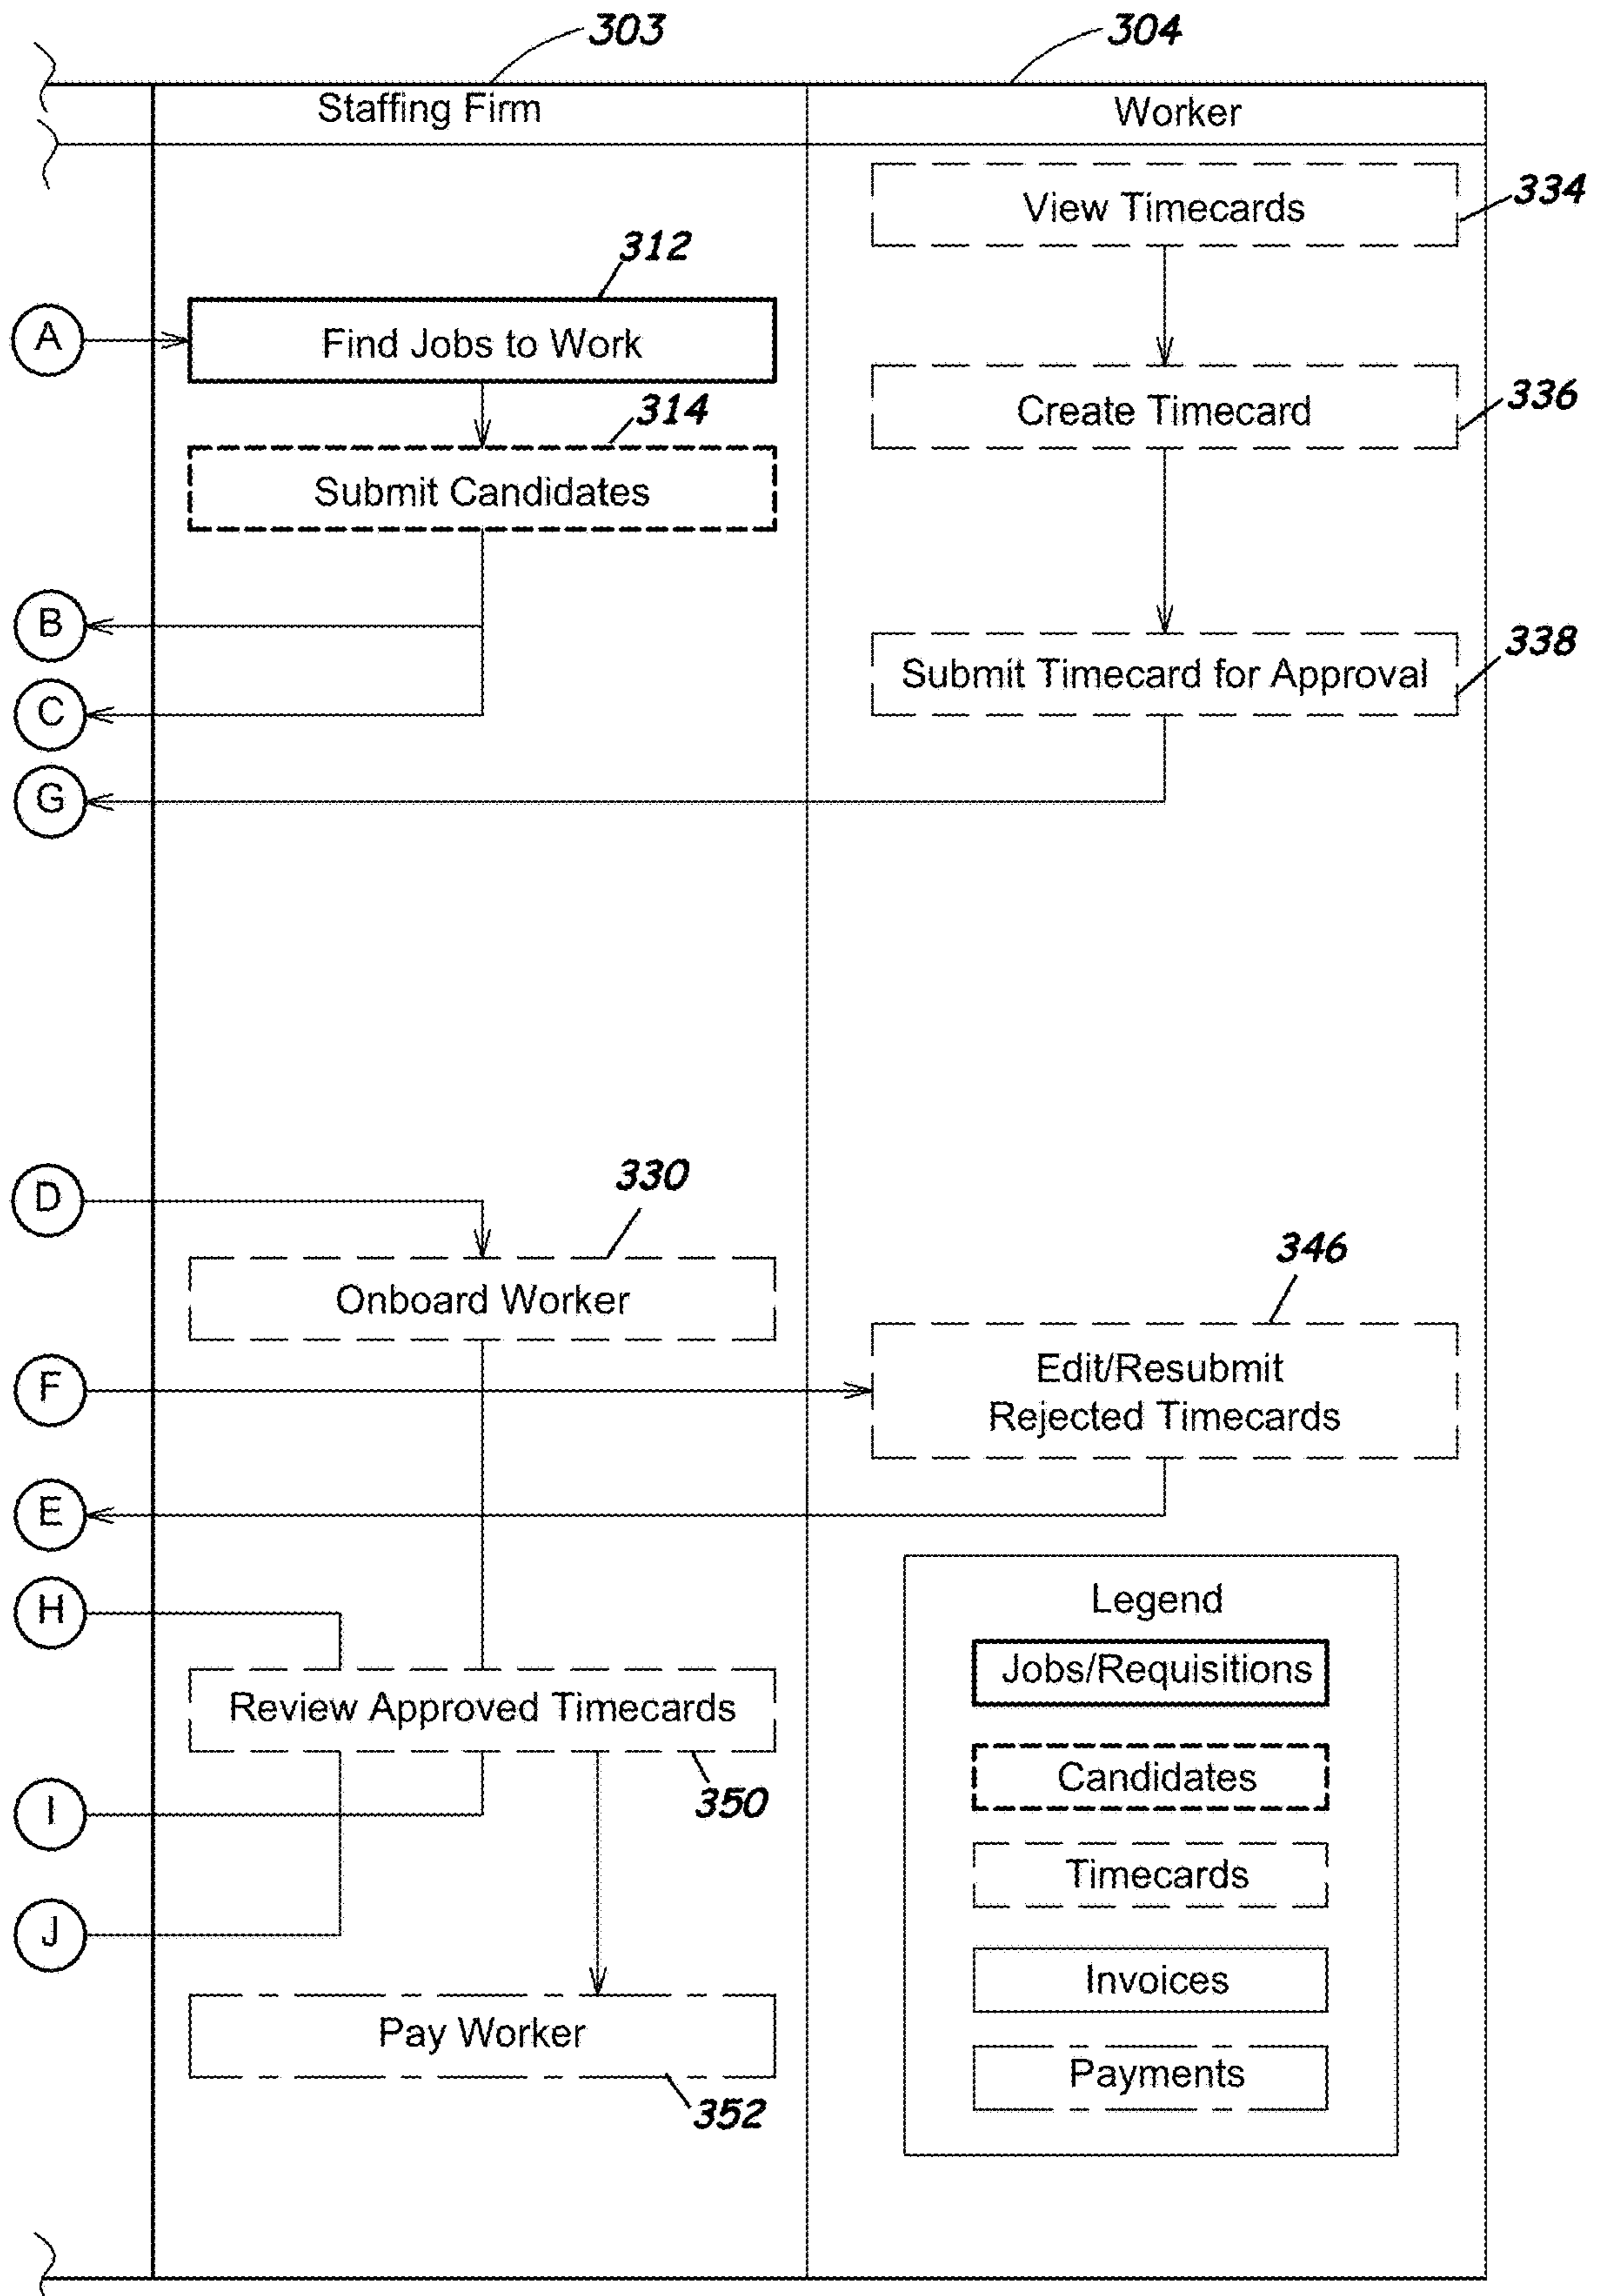 303
304
Staffing Firm
Worker
View Timecards
334
312
A
Find Jobs to Work
Create Timecard
336
314
Submit Candidates
B
Submit Timecard for Approval
338
C
G
D
330
Onboard Worker
346
F
Edit/Resubmit
Rejected Timecards
E
H
Review Approved Timecards
350
I
J
Pay Worker
352
Legend
Jobs/Requisitions
Candidates
Timecards
Invoices
Payments